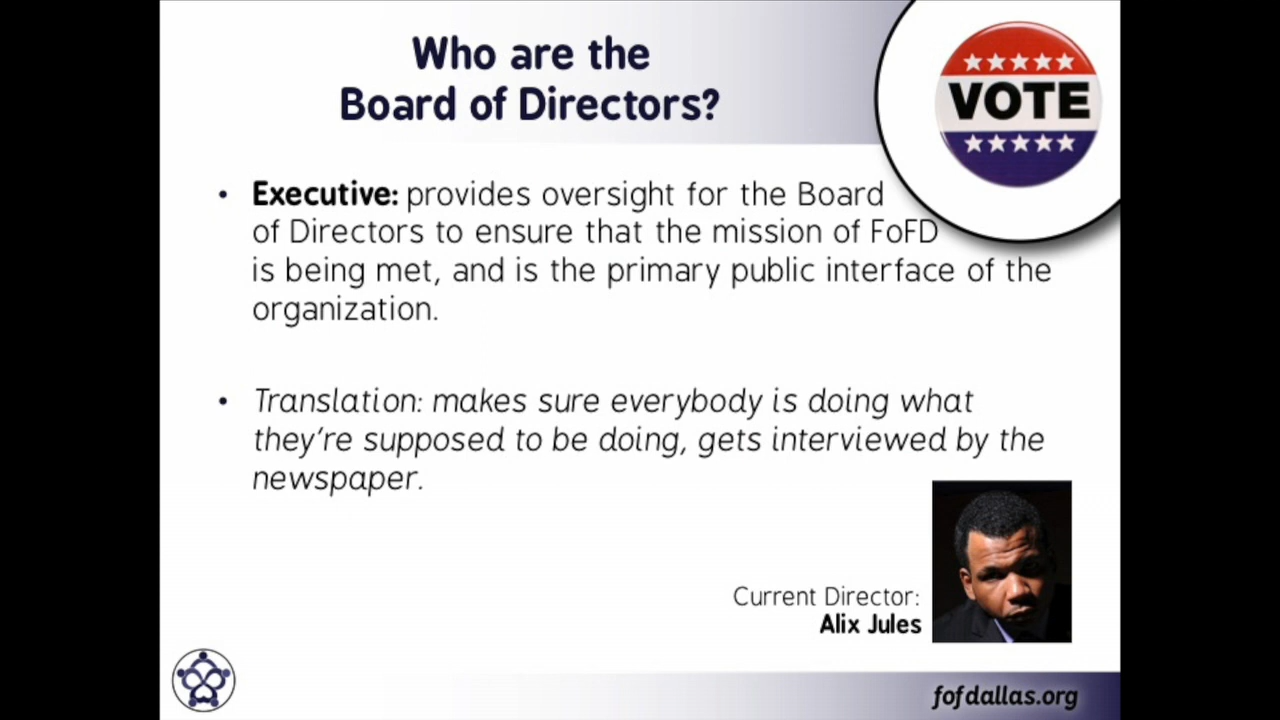 Who are the
Board of Directors?
VOTE
• Executive: provides oversight for the Board
of Directors to ensure that the mission of FoFD
is being met, and is the primary public interface of the
organization.
• Translation: makes sure everybody is doing what
they're supposed to be doing, gets interviewed by the
newspaper.
Current Director:
Alix Jules
fofdallas.org